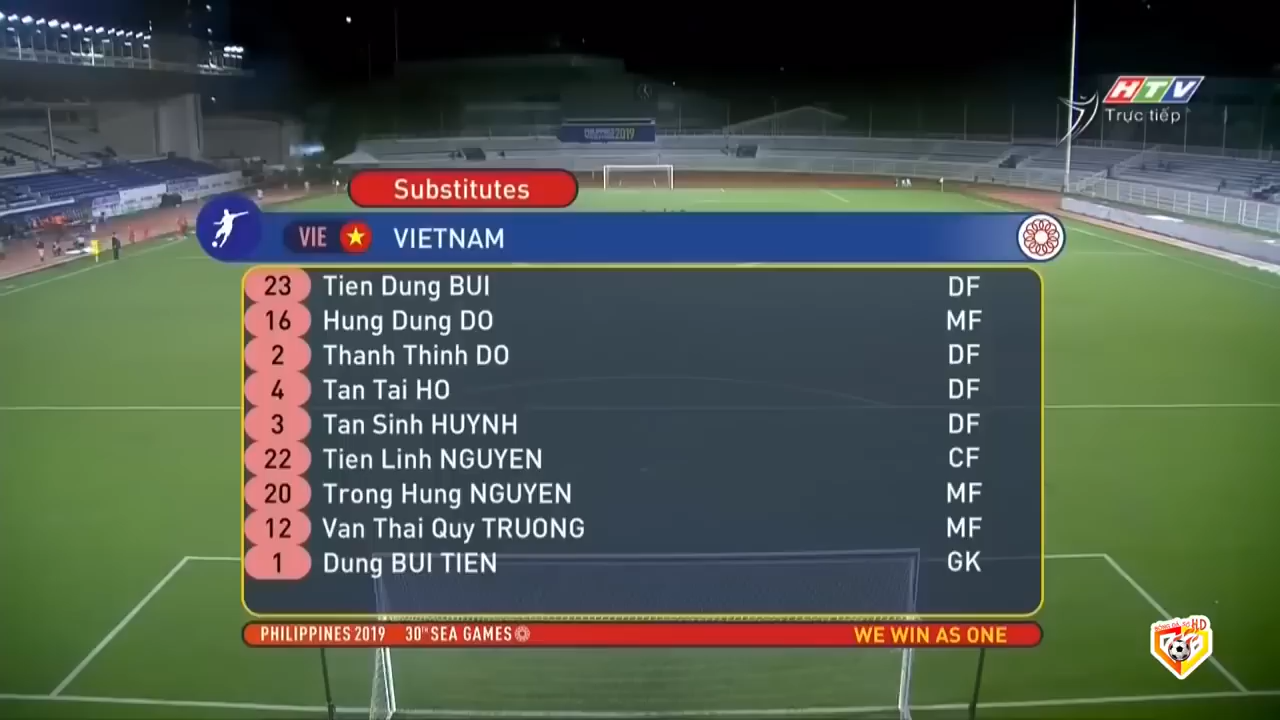 HTV
Trực tiếp
PHILIPPINES 2019
Substitutes
VIE VIETNAM
23 Tien Dung BUI DF
16 Hung Dung DO MF
2 Thanh Thinh DO DF
4 Tan Tai HO DF
3 Tan Sinh HUYNH DF
22 Tien Linh NGUYEN CF
20 Trong Hung NGUYEN MF
12 Van Thai Quy TRUONG MF
1 Dung BUI TIEN GK
PHILIPPINES 2019 30TH SEA GAMES WE WIN AS ONE
HD